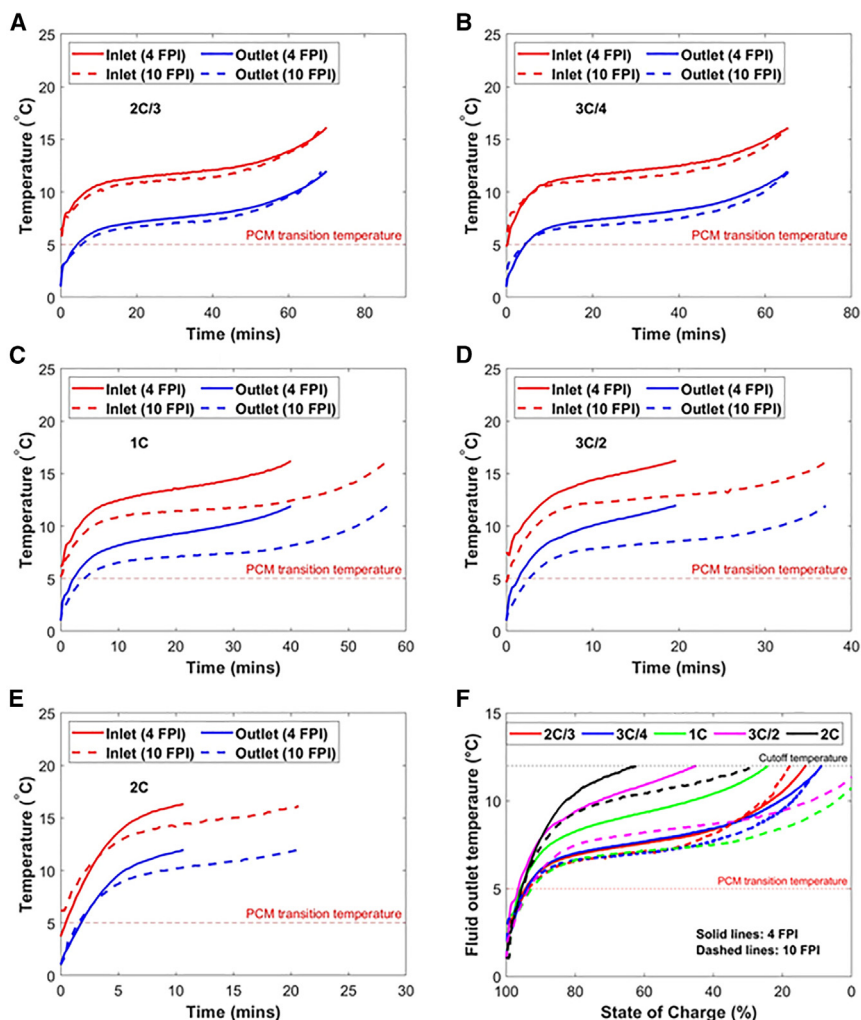 A
25
20
15
10
5
0
Temperature (°C)
Inlet (4 FPI)
Outlet (4 FPI)
Inlet (10 FPI)
Outlet (10 FPI)
2C/3
PCM transition temperature
0
20
40
60
80
Time (mins)
B
25
20
15
10
5
0
Temperature (°C)
Inlet (4 FPI)
Outlet (4 FPI)
Inlet (10 FPI)
Outlet (10 FPI)
3C/4
PCM transition temperature
0
20
40
60
80
Time (mins)
C
25
20
15
10
5
0
Temperature (°C)
Inlet (4 FPI)
Outlet (4 FPI)
Inlet (10 FPI)
Outlet (10 FPI)
1C
PCM transition temperature
0
10
20
30
40
50
60
Time (mins)
D
25
20
15
10
5
0
Temperature (°C)
Inlet (4 FPI)
Outlet (4 FPI)
Inlet (10 FPI)
Outlet (10 FPI)
3C/2
PCM transition temperature
0
10
20
30
40
Time (mins)
E
25
20
15
10
5
0
Temperature (°C)
Inlet (4 FPI)
Outlet (4 FPI)
Inlet (10 FPI)
Outlet (10 FPI)
2C
PCM transition temperature
0
5
10
15
20
25
30
Time (mins)
F
15
10
5
0
Fluid outlet temperaure (°C)
2C/3
3C/4
1C
3C/2
2C
Cutoff temperature
PCM transition temperature
Solid lines: 4 FPI
Dashed lines: 10 FPI
100
80
60
40
20
0
State of Charge (%)